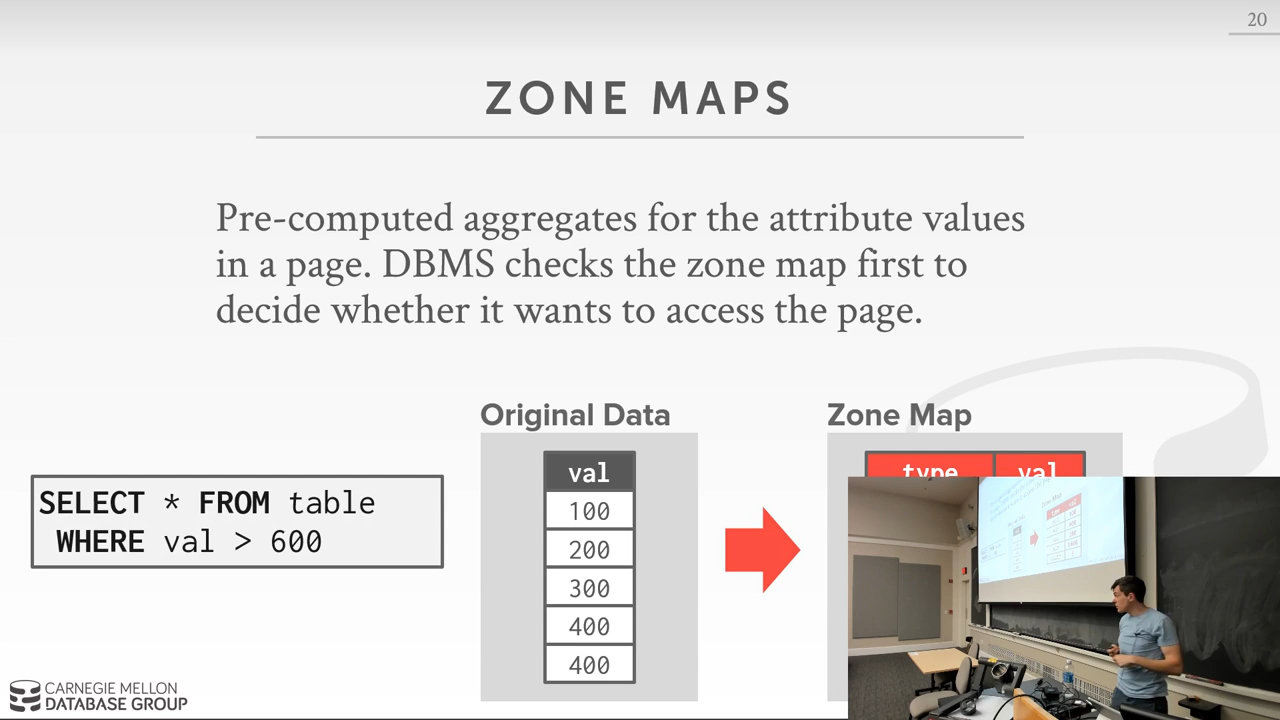 20
ZONE MAPS
Pre-computed aggregates for the attribute values
in a page. DBMS checks the zone map first to
decide whether it wants to access the page.
Original Data
Zone Map
SELECT * FROM table
WHERE val > 600
val
100
200
300
400
400
type val
CARNEGIE MELLON
DATABASE GROUP